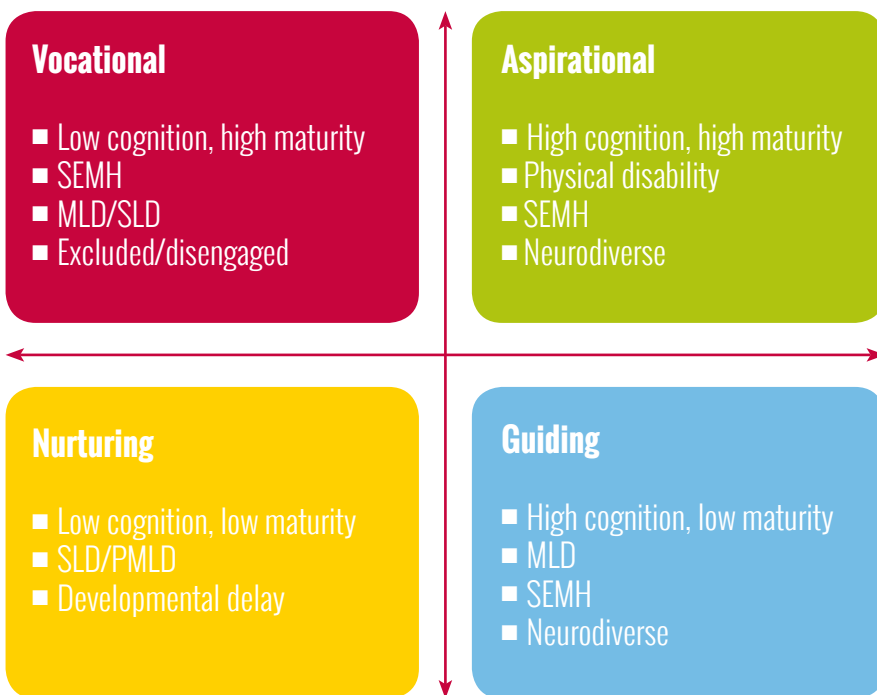 Vocational
■ Low cognition, high maturity
■ SEMH
■ MLD/SLD
■ Excluded/disengaged
Aspirational
■ High cognition, high maturity
■ Physical disability
■ SEMH
■ Neurodiverse
Nurturing
■ Low cognition, low maturity
■ SLD/PMLD
■ Developmental delay
Guiding
■ High cognition, low maturity
■ MLD
■ SEMH
■ Neurodiverse